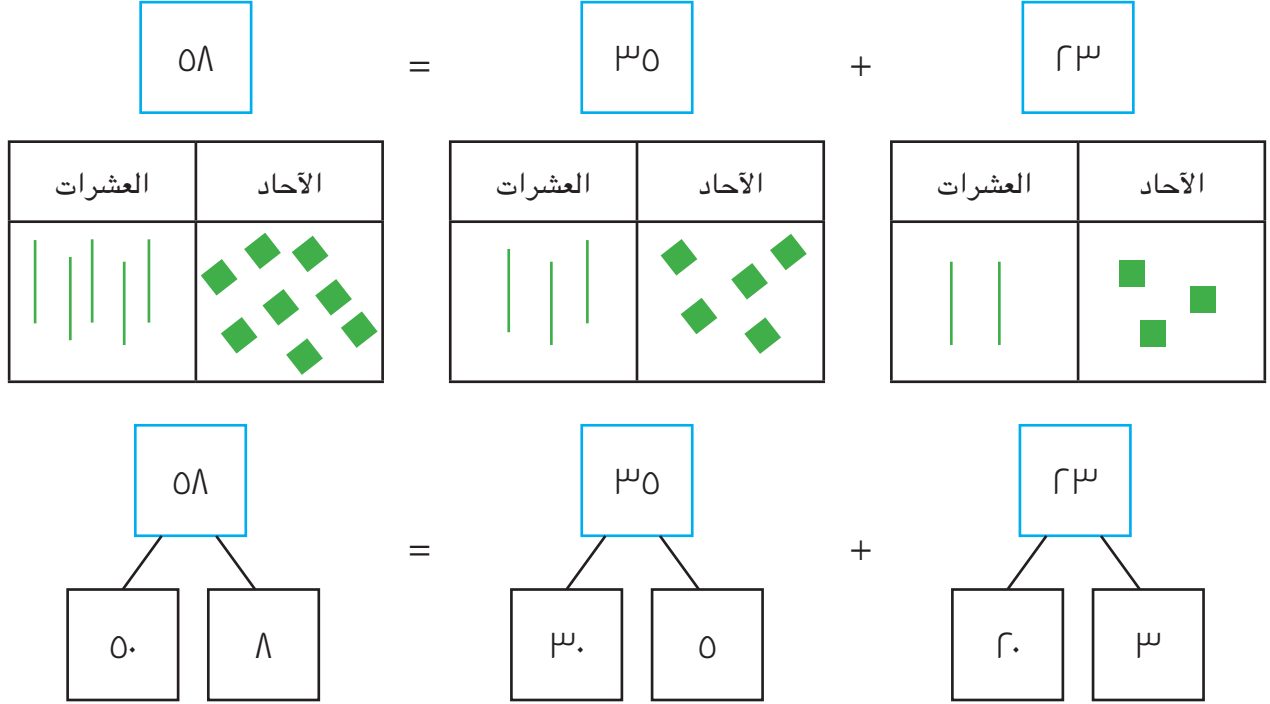 ٢٣ + ٣٥ = ٥٨
الآحاد العشرات الآحاد العشرات الآحاد العشرات
٢٣ + ٣٥ = ٥٨
٣ ٢٠ ٥ ٣٠ ٨ ٥٠